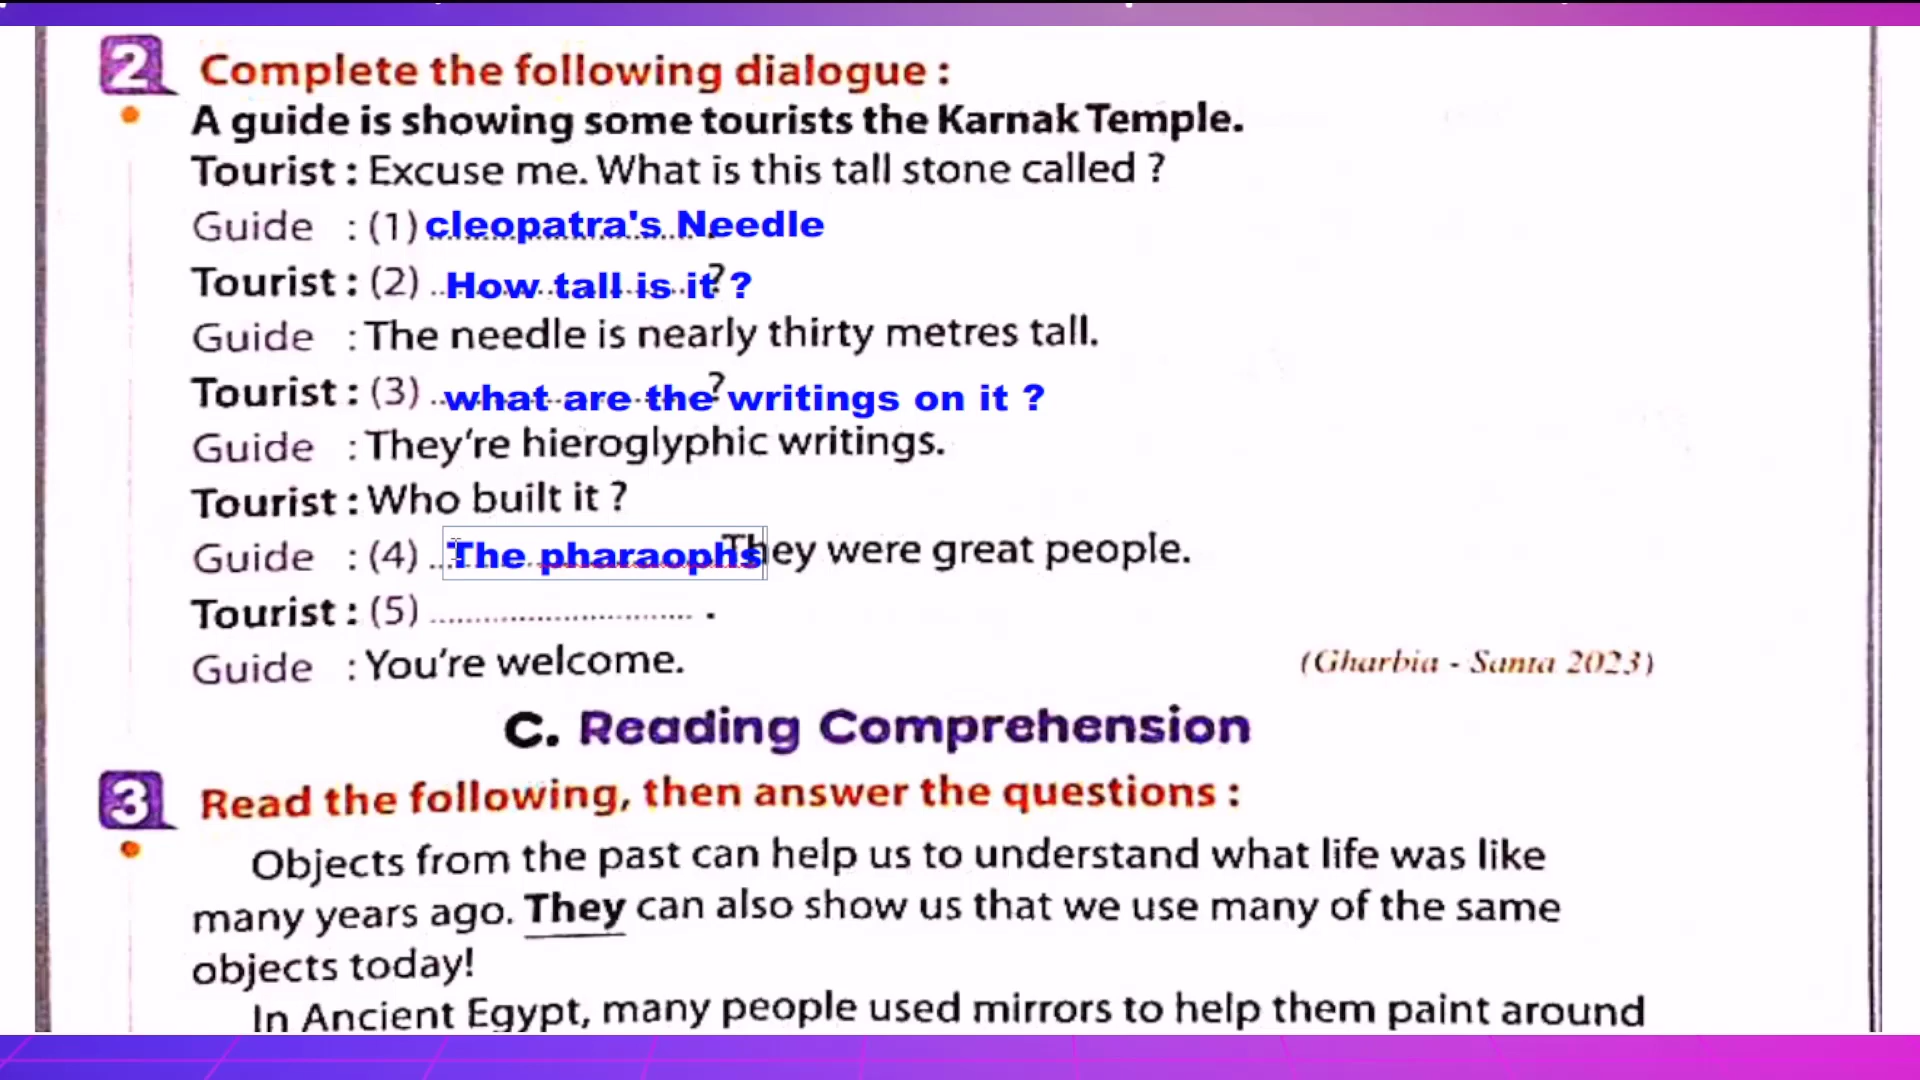 2 Complete the following dialogue :
• A guide is showing some tourists the Karnak Temple.
Tourist : Excuse me. What is this tall stone called ?
Guide : (1) cleopatra's Needle
Tourist : (2) .................... ? How tall is it ?
Guide : The needle is nearly thirty metres tall.
Tourist : (3) .................... ? what are the writings on it ?
Guide : They're hieroglyphic writings.
Tourist : Who built it ?
Guide : (4) .................... The pharaophs They were great people.
Tourist : (5) .............................. .
Guide : You're welcome. (Gharbia - Santa 2023)
C. Reading Comprehension
3 Read the following, then answer the questions :
• Objects from the past can help us to understand what life was like
many years ago. They can also show us that we use many of the same
objects today!
In Ancient Egypt, many people used mirrors to help them paint around